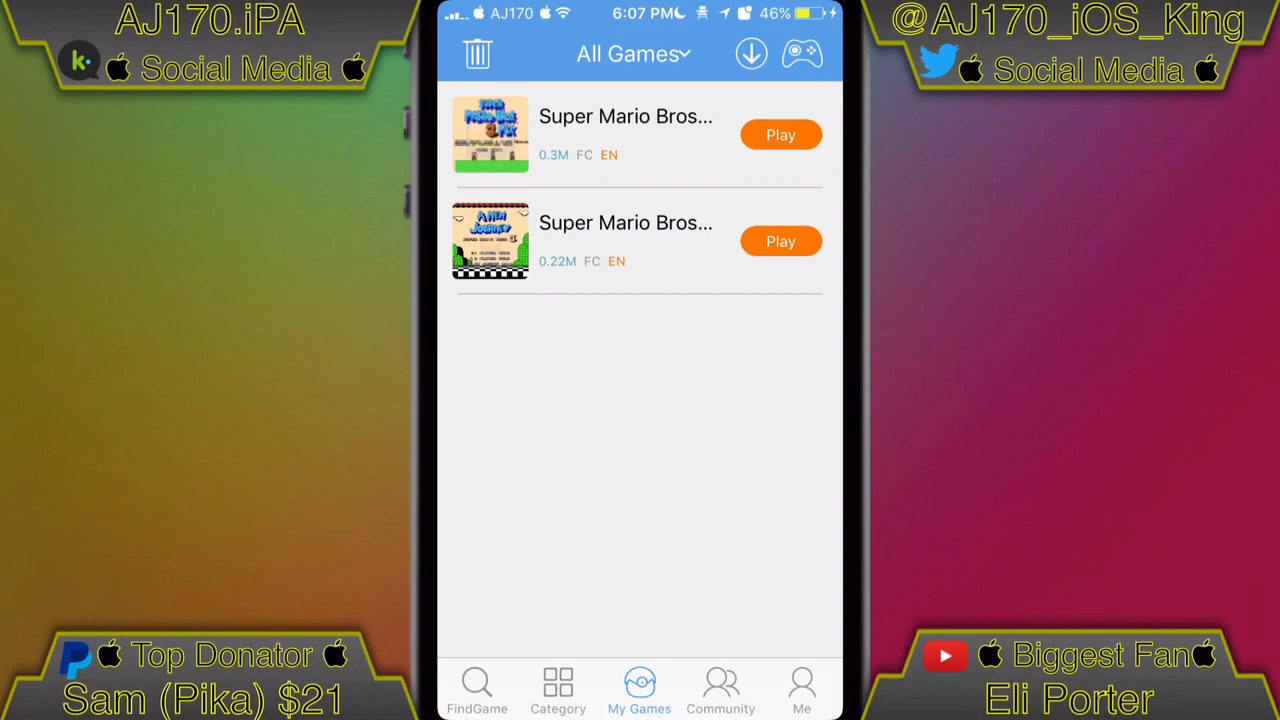 AJ170.iPA
Social Media
@AJ170_iOS_King
Social Media
AJ170
6:07 PM
46%
All Games
Super Mario Bros...
0.3M FC EN
Play
A NEW
JOURNEY
Super Mario Bros...
0.22M FC EN
Play
FindGame
Category
My Games
Community
Me
Top Donator
Sam (Pika) $21
Biggest Fan
Eli Porter